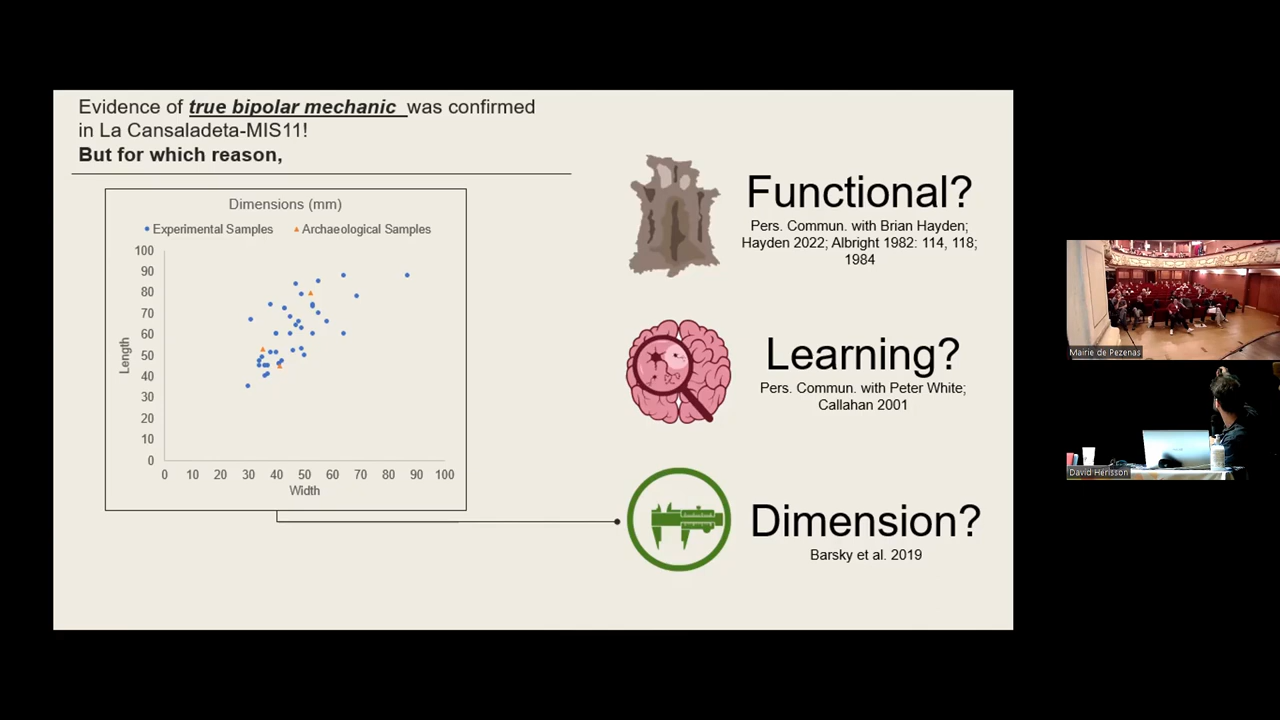 Evidence of true bipolar mechanic was confirmed
in La Cansaladeta-MIS11!
But for which reason,
Dimensions (mm)
Experimental Samples Archaeological Samples
100
90
80
70
60
50
40
30
20
10
0
Length
0 10 20 30 40 50 60 70 80 90 100
Width
Functional?
Pers. Commun. with Brian Hayden;
Hayden 2022; Albright 1982: 114, 118;
1984
Learning?
Pers. Commun. with Peter White;
Callahan 2001
Dimension?
Barsky et al. 2019
Mairie de Pezenas
David Hérisson